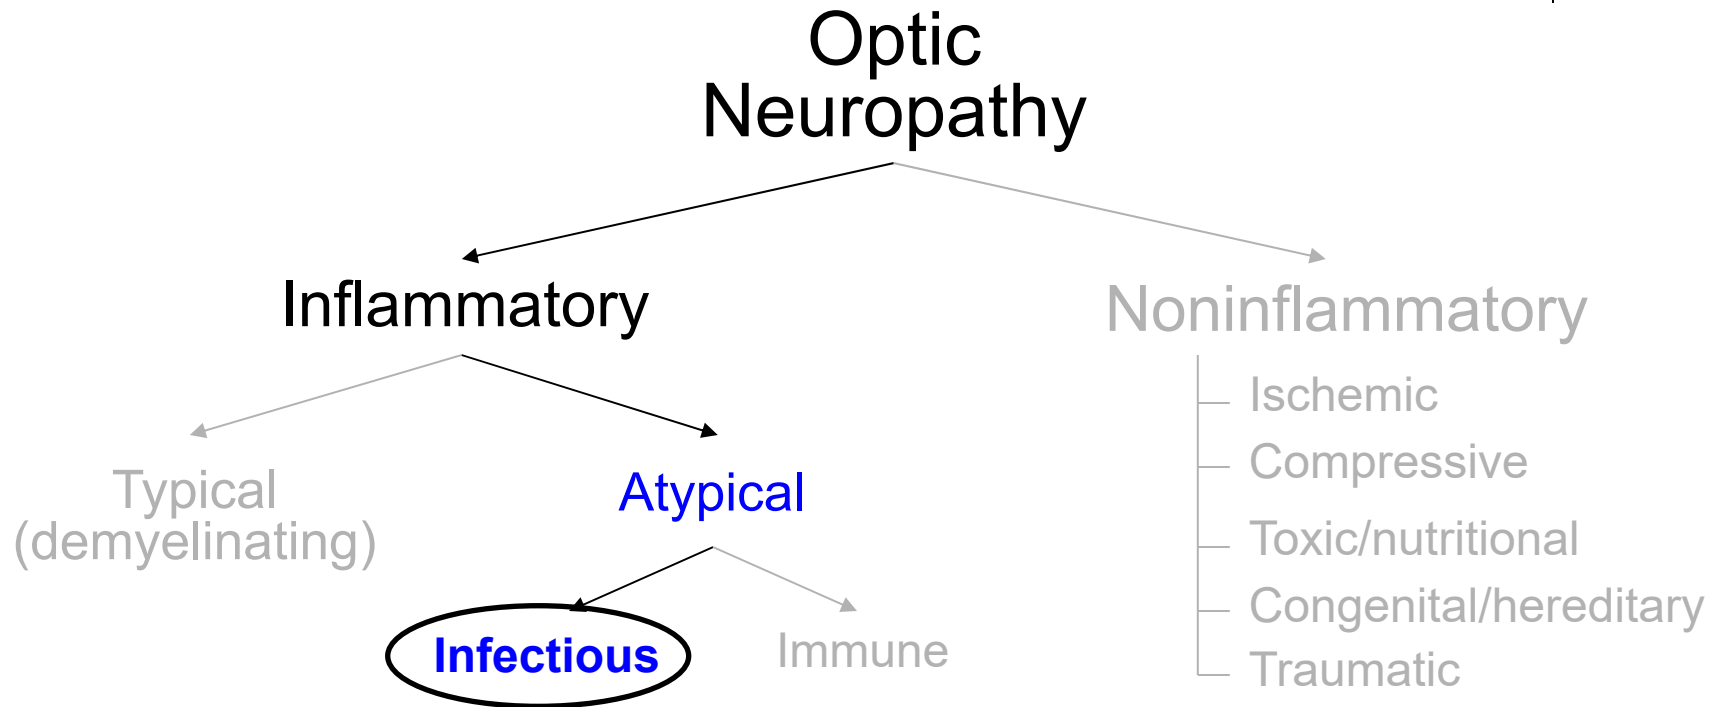 Optic
Neuropathy
Inflammatory
Noninflammatory
Typical
(demyelinating)
Atypical
Infectious
Immune
Ischemic
Compressive
Toxic/nutritional
Congenital/hereditary
Traumatic